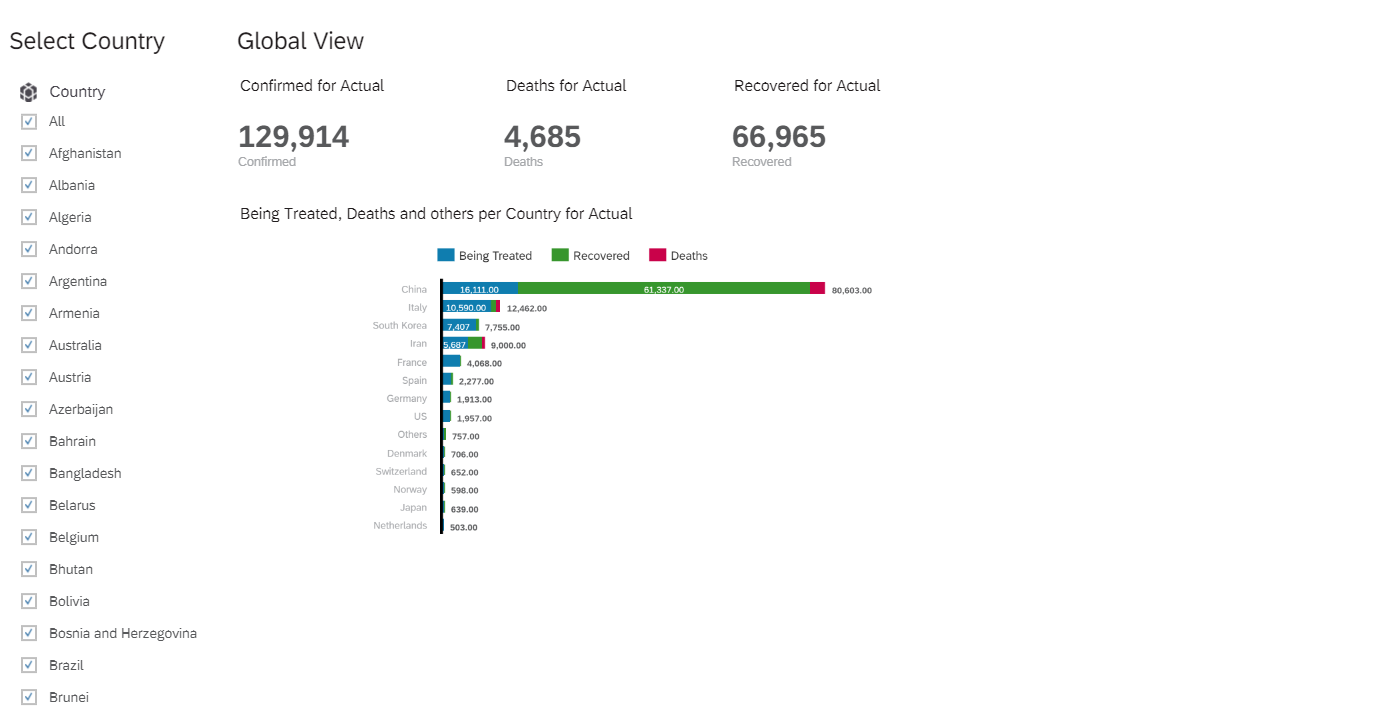 Select Country
Country
All
Afghanistan
Albania
Algeria
Andorra
Argentina
Armenia
Australia
Austria
Azerbaijan
Bahrain
Bangladesh
Belarus
Belgium
Bhutan
Bolivia
Bosnia and Herzegovina
Brazil
Brunei
Global View
Confirmed for Actual
129,914
Confirmed
Deaths for Actual
4,685
Deaths
Recovered for Actual
66,965
Recovered
Being Treated, Deaths and others per Country for Actual
Being Treated Recovered Deaths
China 16,111.00 61,337.00 80,603.00
Italy 10,590.00 12,462.00
South Korea 7,407 7,755.00
Iran 5,687 9,000.00
France 4,068.00
Spain 2,277.00
Germany 1,913.00
US 1,957.00
Others 757.00
Denmark 706.00
Switzerland 652.00
Norway 598.00
Japan 639.00
Netherlands 503.00